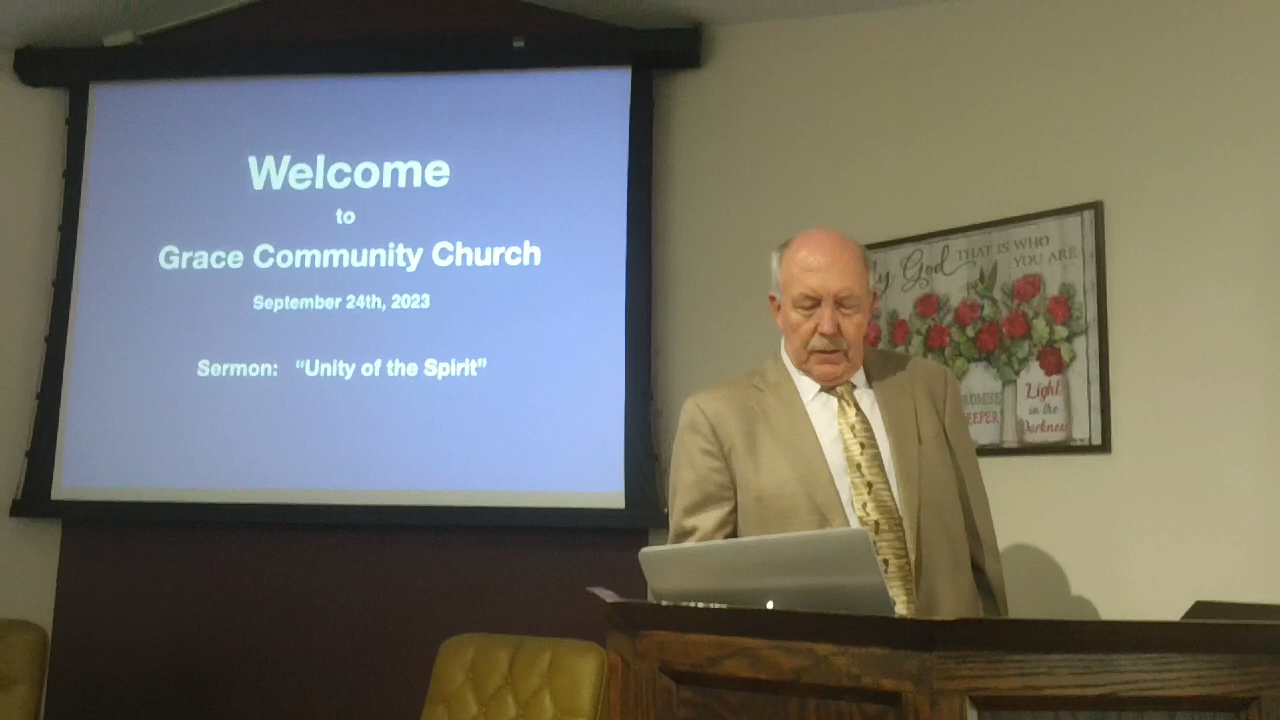 Welcome
to
Grace Community Church
September 24th, 2023
Sermon: "Unity of the Spirit"
God THAT IS WHO
YOU ARE
Light
in the
Darkness